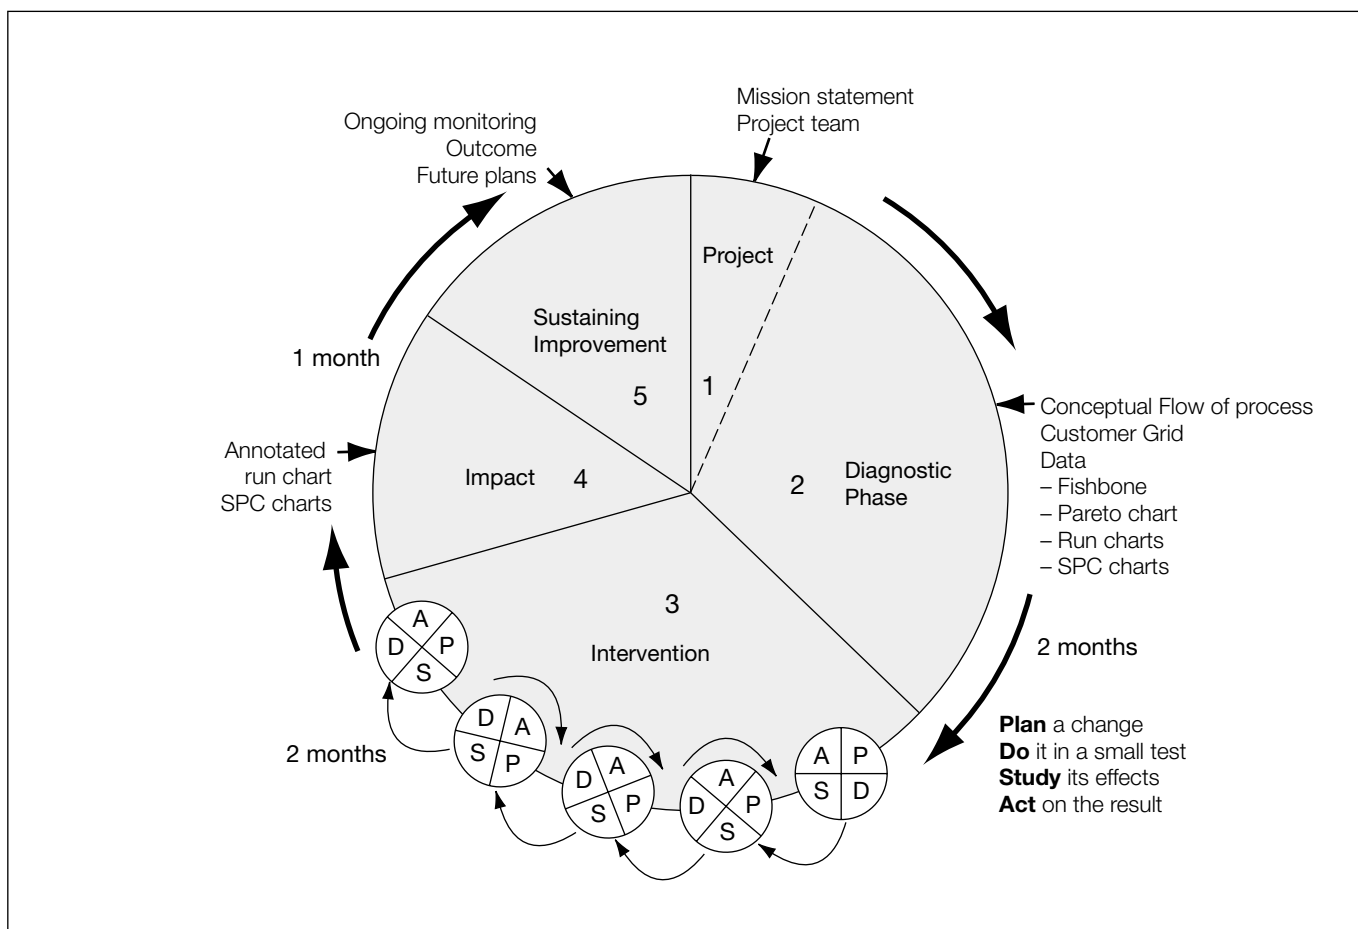 Mission statement
Project team
Ongoing monitoring
Outcome
Future plans
Project
1
Sustaining
Improvement
5
1 month
Conceptual Flow of process
Customer Grid
Data
– Fishbone
– Pareto chart
– Run charts
– SPC charts
2
Diagnostic
Phase
Annotated
run chart
SPC charts
Impact
4
3
Intervention
2 months
Plan a change
Do it in a small test
Study its effects
Act on the result
2 months
A
D P
S
D A
S P
D A
S P
A
D P
S
A P
S D